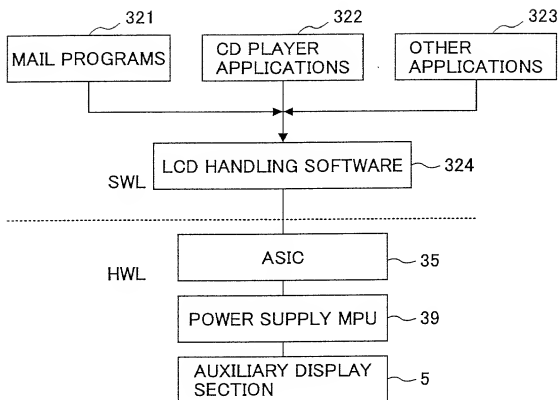 321
322
323
MAIL PROGRAMS
CD PLAYER
APPLICATIONS
OTHER
APPLICATIONS
LCD HANDLING SOFTWARE
324
SWL
HWL
ASIC
35
POWER SUPPLY MPU
39
AUXILIARY DISPLAY
SECTION
5